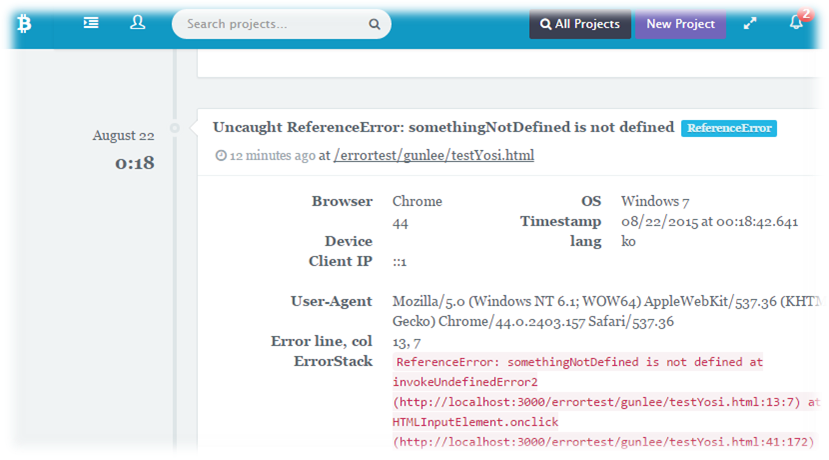 Search projects...
All Projects
New Project
2
August 22
0:18
Uncaught ReferenceError: somethingNotDefined is not defined ReferenceError
12 minutes ago at /errortest/gunlee/testYosi.html
Browser Chrome OS Windows 7
44 Timestamp 08/22/2015 at 00:18:42.641
Device lang ko
Client IP ::1
User-Agent Mozilla/5.0 (Windows NT 6.1; WOW64) AppleWebKit/537.36 (KHTM
Gecko) Chrome/44.0.2403.157 Safari/537.36
Error line, col 13, 7
ErrorStack ReferenceError: somethingNotDefined is not defined at
invokeUndefinedError2
(http://localhost:3000/errortest/gunlee/testYosi.html:13:7) at
HTMLInputElement.onclick
(http://localhost:3000/errortest/gunlee/testYosi.html:41:172)